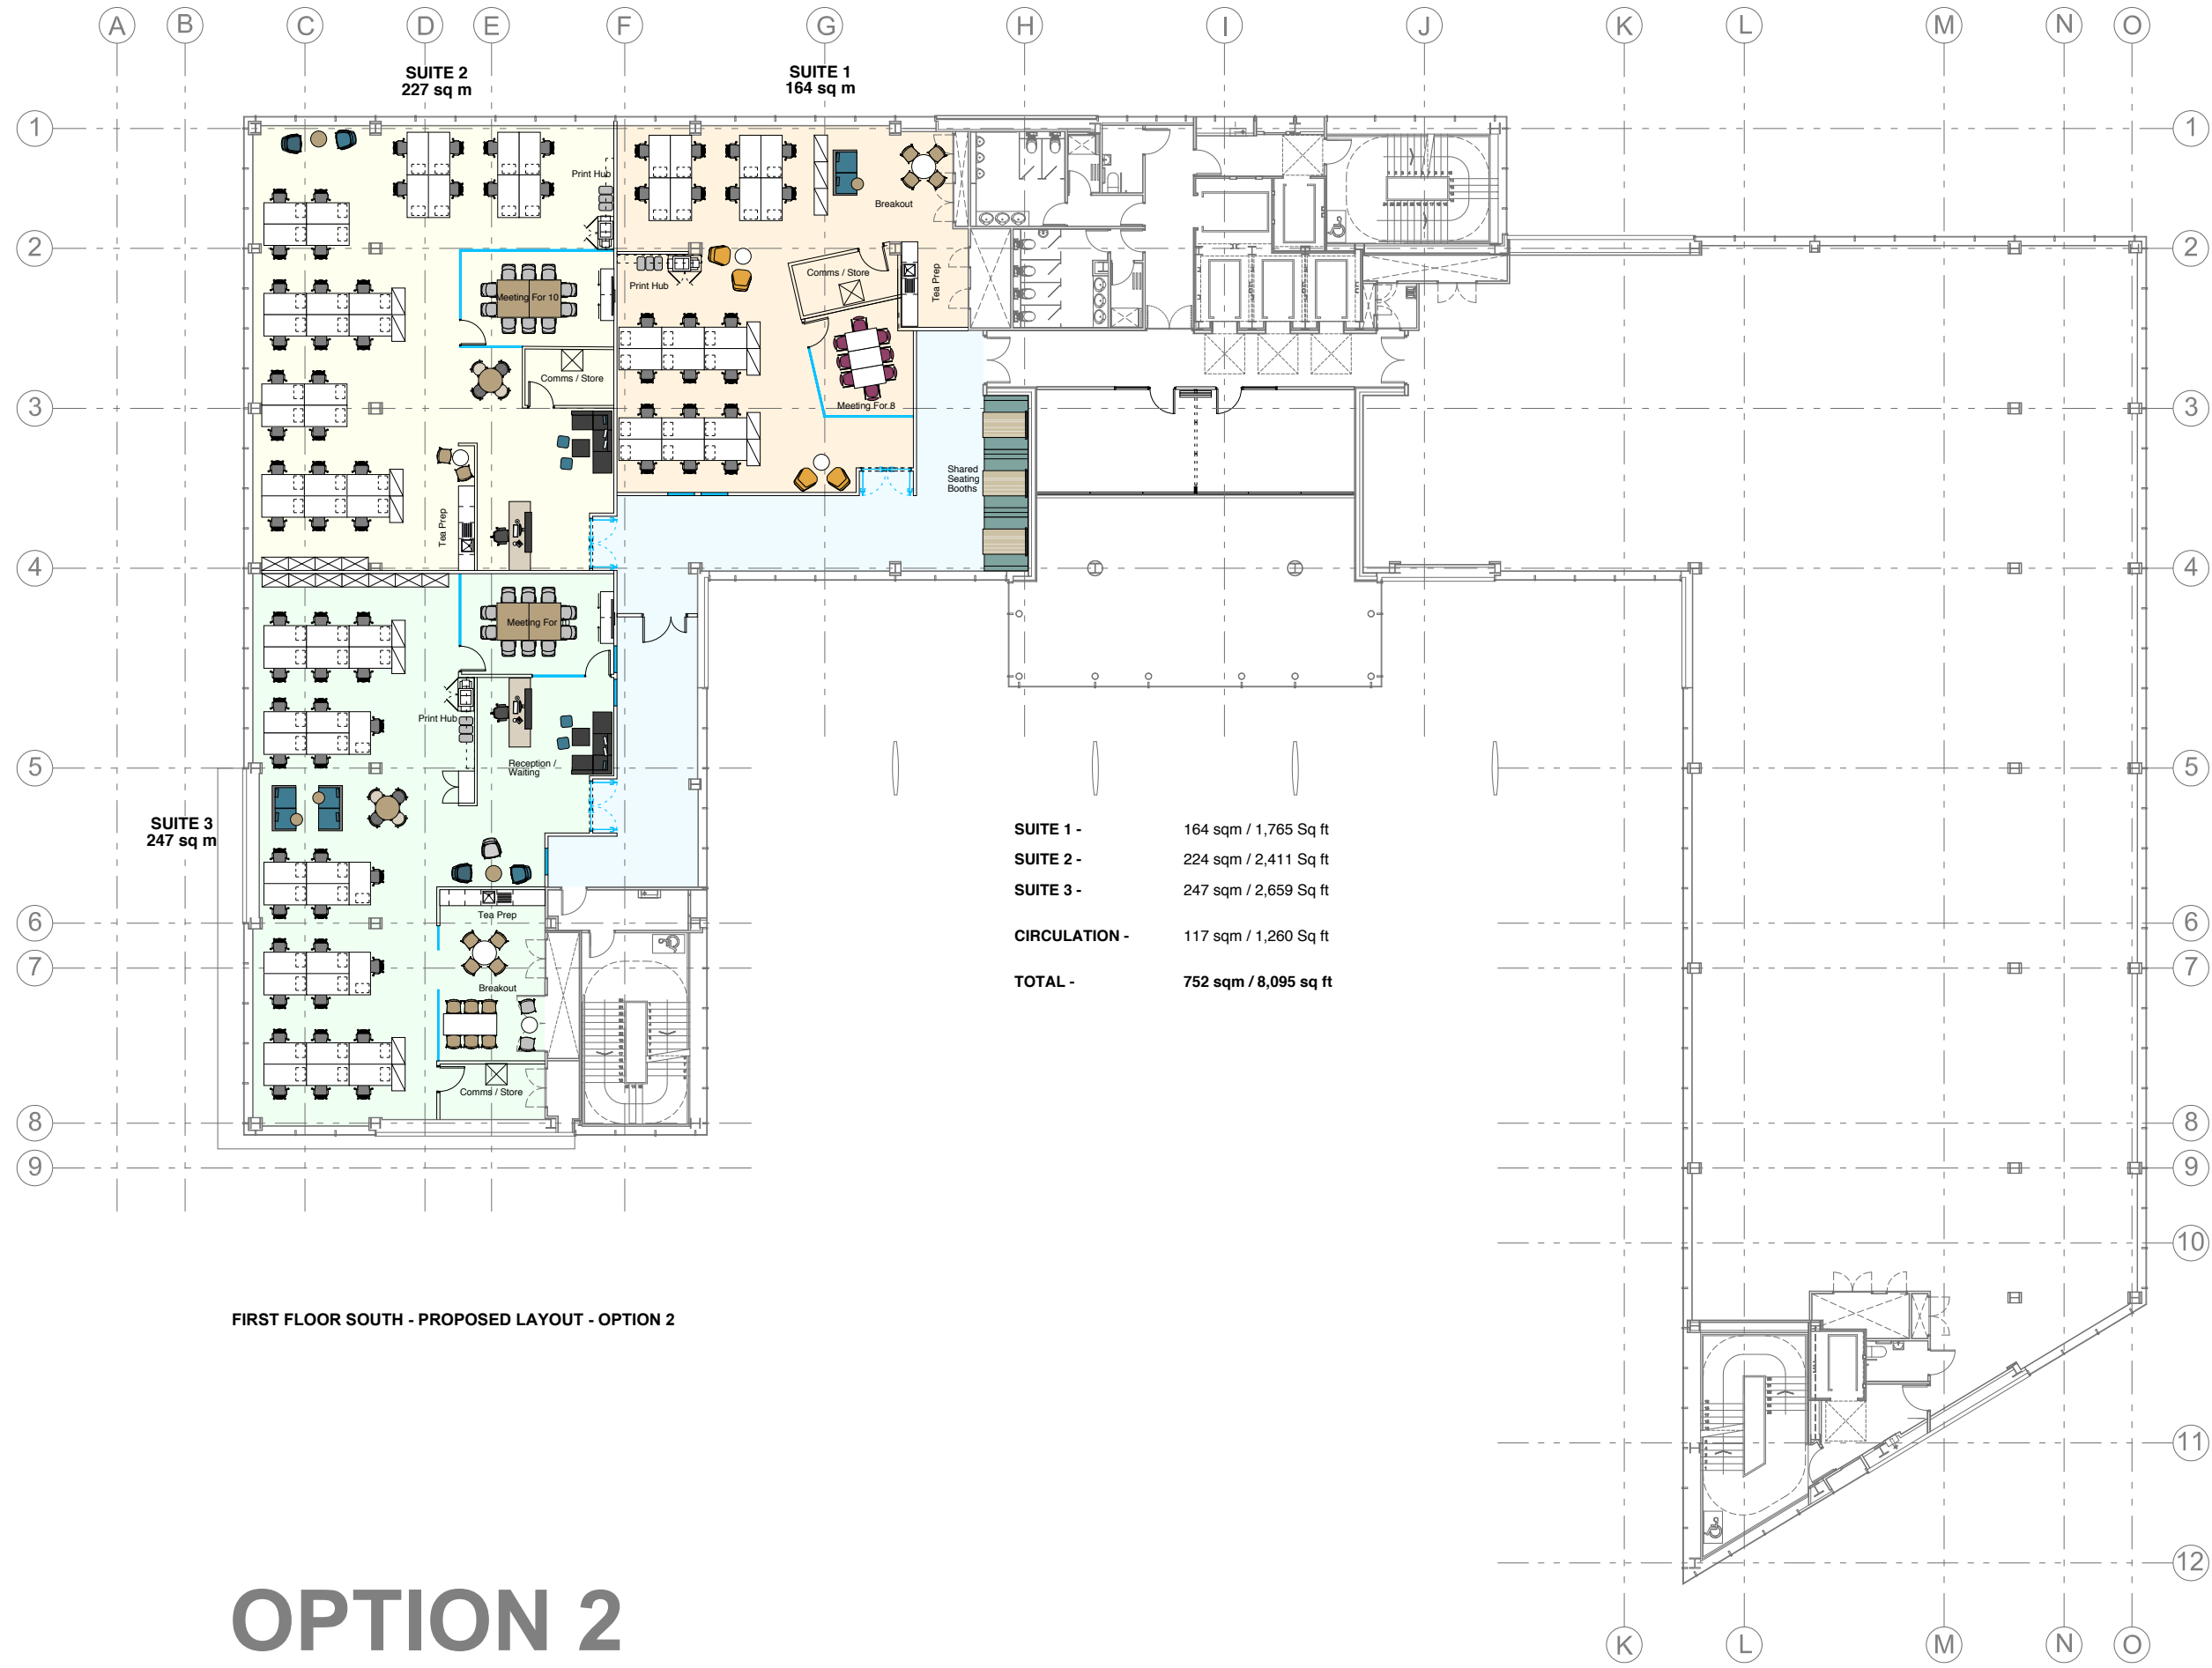 A B C D E F G H I J K L M N O
SUITE 2
227 sq m
SUITE 1
164 sq m
1 1
Print Hub
Breakout
2 2
Comms / Store
Tea Prep
Print Hub
Meeting For 10
Comms / Store
3 3
Meeting For 8
Shared
Seating
Booths
Tea Prep
4 4
Meeting For
Print Hub
Reception /
Waiting
5 5
SUITE 3
247 sq m
SUITE 1 - 164 sqm / 1,765 Sq ft
SUITE 2 - 224 sqm / 2,411 Sq ft
SUITE 3 - 247 sqm / 2,659 Sq ft
Tea Prep
6 6
CIRCULATION - 117 sqm / 1,260 Sq ft
7 7
TOTAL - 752 sqm / 8,095 sq ft
Breakout
Comms / Store
8 8
9 9
10
FIRST FLOOR SOUTH - PROPOSED LAYOUT - OPTION 2
11
12
OPTION 2
K L M N O